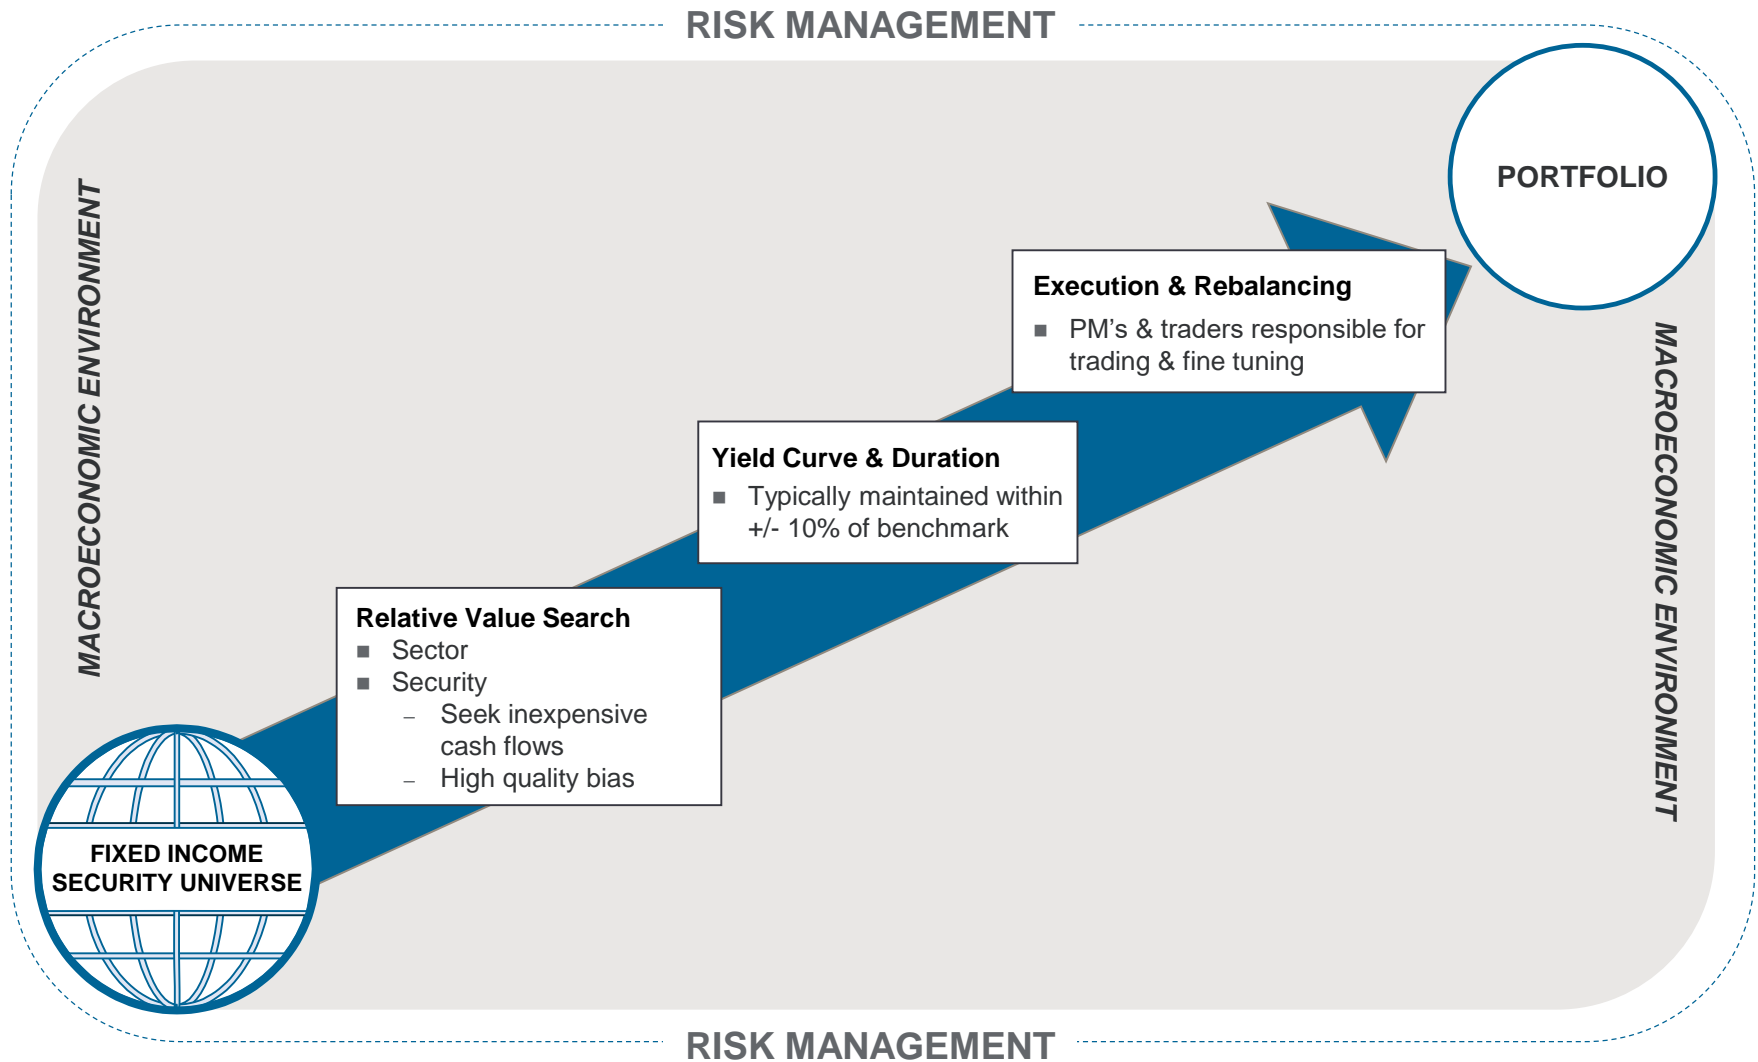 RISK MANAGEMENT
PORTFOLIO
MACROECONOMIC ENVIRONMENT
Execution & Rebalancing
■ PM’s & traders responsible for
trading & fine tuning
MACROECONOMIC ENVIRONMENT
Yield Curve & Duration
■ Typically maintained within
+/- 10% of benchmark
Relative Value Search
■ Sector
■ Security
– Seek inexpensive
cash flows
– High quality bias
FIXED INCOME
SECURITY UNIVERSE
RISK MANAGEMENT